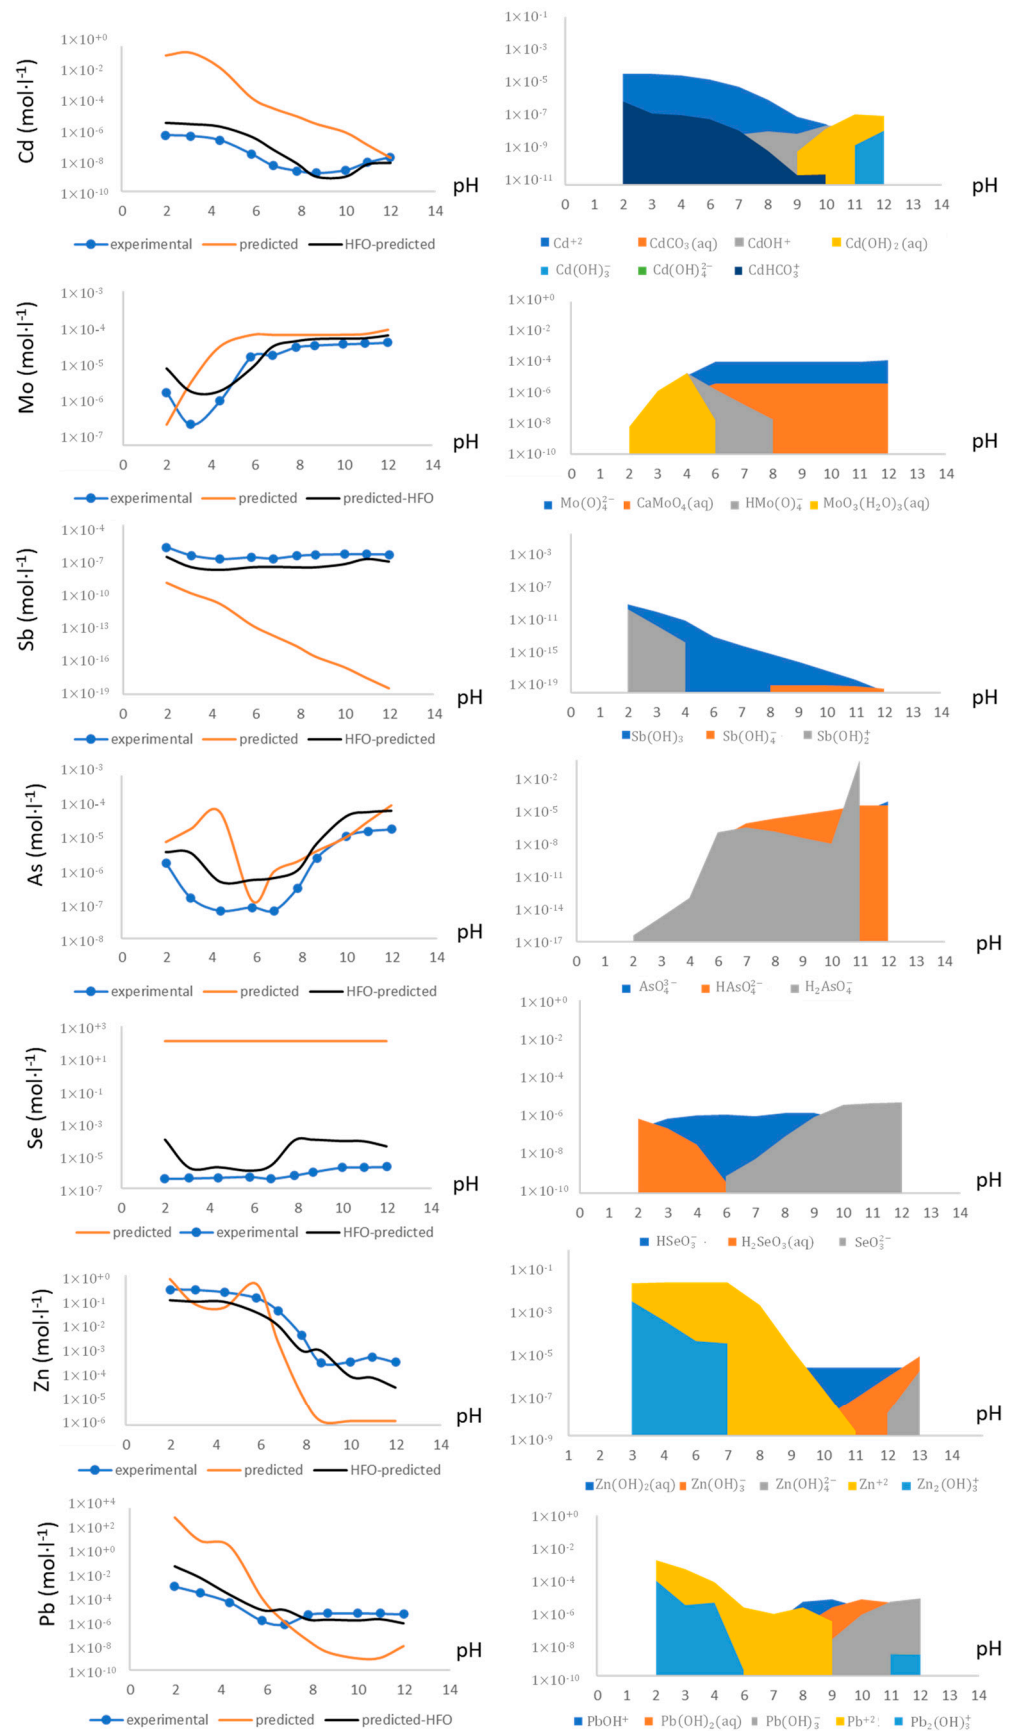 Cd (mol·l⁻¹)
1×10⁺⁰
1×10⁻²
1×10⁻⁴
1×10⁻⁶
1×10⁻⁸
1×10⁻¹⁰
0 2 4 6 8 10 12 14
pH
experimental predicted HFO-predicted
1×10⁻¹
1×10⁻³
1×10⁻⁵
1×10⁻⁷
1×10⁻⁹
1×10⁻¹¹
0 1 2 3 4 5 6 7 8 9 10 11 12 13 14
pH
Cd⁺² CdCO₃(aq) CdOH⁺ Cd(OH)₂(aq)
Cd(OH)₃⁻ Cd(OH)₄²⁻ CdHCO₃⁺
Mo (mol·l⁻¹)
1×10⁻³
1×10⁻⁴
1×10⁻⁵
1×10⁻⁶
1×10⁻⁷
0 2 4 6 8 10 12 14
pH
experimental predicted predicted-HFO
1×10⁺⁰
1×10⁻²
1×10⁻⁴
1×10⁻⁶
1×10⁻⁸
1×10⁻¹⁰
0 1 2 3 4 5 6 7 8 9 10 11 12 13 14
pH
Mo(O)₄²⁻ CaMoO₄(aq) HMo(O)₄⁻ MoO₃(H₂O)₃(aq)
Sb (mol·l⁻¹)
1×10⁻⁴
1×10⁻⁷
1×10⁻¹⁰
1×10⁻¹³
1×10⁻¹⁶
1×10⁻¹⁹
0 2 4 6 8 10 12 14
pH
experimental predicted HFO-predicted
1×10⁻³
1×10⁻⁷
1×10⁻¹¹
1×10⁻¹⁵
1×10⁻¹⁹
0 1 2 3 4 5 6 7 8 9 10 11 12 13 14
pH
Sb(OH)₃ Sb(OH)₄⁻ Sb(OH)₂⁺
As (mol·l⁻¹)
1×10⁻³
1×10⁻⁴
1×10⁻⁵
1×10⁻⁶
1×10⁻⁷
1×10⁻⁸
0 2 4 6 8 10 12 14
pH
experimental predicted HFO-predicted
1×10⁻²
1×10⁻⁵
1×10⁻⁸
1×10⁻¹¹
1×10⁻¹⁴
1×10⁻¹⁷
0 1 2 3 4 5 6 7 8 9 10 11 12 13 14
pH
AsO₄³⁻ HAsO₄²⁻ H₂AsO₄⁻
Se (mol·l⁻¹)
1×10⁺³
1×10⁺¹
1×10⁻¹
1×10⁻³
1×10⁻⁵
1×10⁻⁷
0 2 4 6 8 10 12 14
pH
predicted experimental HFO-predicted
1×10⁺⁰
1×10⁻²
1×10⁻⁴
1×10⁻⁶
1×10⁻⁸
1×10⁻¹⁰
0 1 2 3 4 5 6 7 8 9 10 11 12 13 14
pH
HSeO₃⁻ H₂SeO₃(aq) SeO₃²⁻
Zn (mol·l⁻¹)
1×10⁺⁰
1×10⁻¹
1×10⁻²
1×10⁻³
1×10⁻⁴
1×10⁻⁵
1×10⁻⁶
0 2 4 6 8 10 12 14
pH
experimental predicted HFO-predicted
1×10⁻¹
1×10⁻³
1×10⁻⁵
1×10⁻⁷
1×10⁻⁹
1 2 3 4 5 6 7 8 9 10 11 12 13 14
pH
Zn(OH)₂(aq) Zn(OH)₃⁻ Zn(OH)₄²⁻ Zn⁺² Zn₂(OH)₃⁺
Pb (mol·l⁻¹)
1×10⁺⁴
1×10⁺²
1×10⁺⁰
1×10⁻²
1×10⁻⁴
1×10⁻⁶
1×10⁻⁸
1×10⁻¹⁰
0 2 4 6 8 10 12 14
pH
experimental predicted predicted-HFO
1×10⁺⁰
1×10⁻²
1×10⁻⁴
1×10⁻⁶
1×10⁻⁸
1×10⁻¹⁰
0 1 2 3 4 5 6 7 8 9 10 11 12 13 14
pH
PbOH⁺ Pb(OH)₂(aq) Pb(OH)₃⁻ Pb⁺² Pb₂(OH)₃⁺